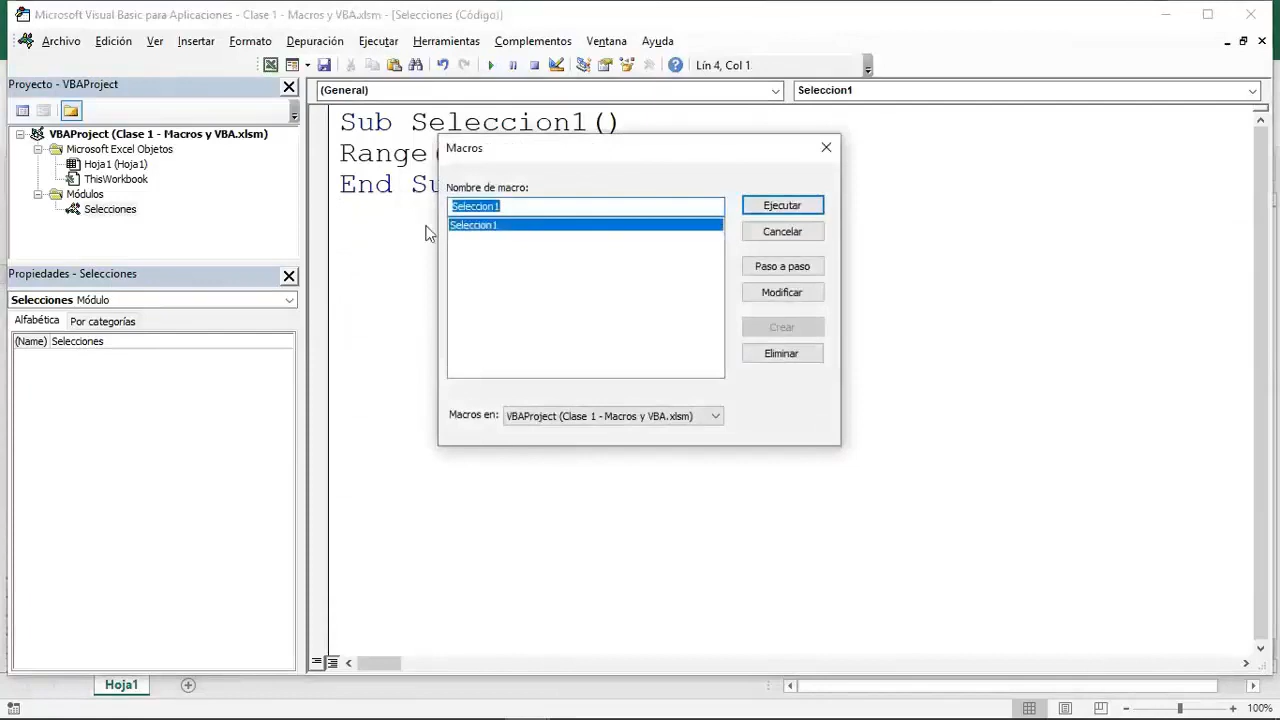 Microsoft Visual Basic para Aplicaciones - Clase 1 - Macros y VBA.xlsm - [Selecciones (Código)]
Archivo Edición Ver Insertar Formato Depuración Ejecutar Herramientas Complementos Ventana Ayuda
Lín 4, Col 1
Proyecto - VBAProject
VBAProject (Clase 1 - Macros y VBA.xlsm)
Microsoft Excel Objetos
Hoja1 (Hoja1)
ThisWorkbook
Módulos
Selecciones
Propiedades - Selecciones
Selecciones Módulo
Alfabética Por categorías
(Name) Selecciones
(General) Seleccion1
Sub Seleccion1()
Range
End Su
Macros
Nombre de macro:
Seleccion1
Seleccion1
Ejecutar
Cancelar
Paso a paso
Modificar
Crear
Eliminar
Macros en: VBAProject (Clase 1 - Macros y VBA.xlsm)
Hoja1
100%